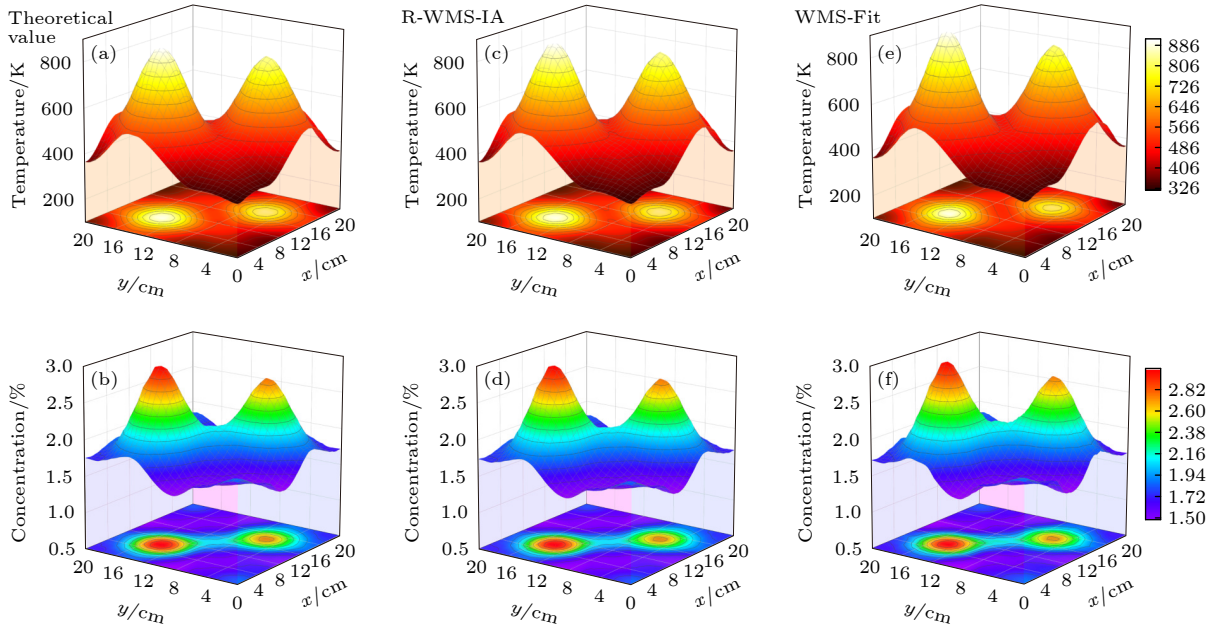 Theoretical
value
(a)
Temperature/K
800
600
400
200
20 16 12 8 4 0
y/cm
4 8 12 16 20
x/cm
R-WMS-IA
(c)
Temperature/K
800
600
400
200
20 16 12 8 4 0
y/cm
4 8 12 16 20
x/cm
WMS-Fit
(e)
Temperature/K
800
600
400
200
20 16 12 8 4 0
y/cm
4 8 12 16 20
x/cm
886
806
726
646
566
486
406
326
(b)
Concentration/%
3.0
2.5
2.0
1.5
1.0
0.5
20 16 12 8 4 0
y/cm
4 8 12 16 20
x/cm
(d)
Concentration/%
3.0
2.5
2.0
1.5
1.0
0.5
20 16 12 8 4 0
y/cm
4 8 12 16 20
x/cm
(f)
Concentration/%
3.0
2.5
2.0
1.5
1.0
0.5
20 16 12 8 4 0
y/cm
4 8 12 16 20
x/cm
2.82
2.60
2.38
2.16
1.94
1.72
1.50